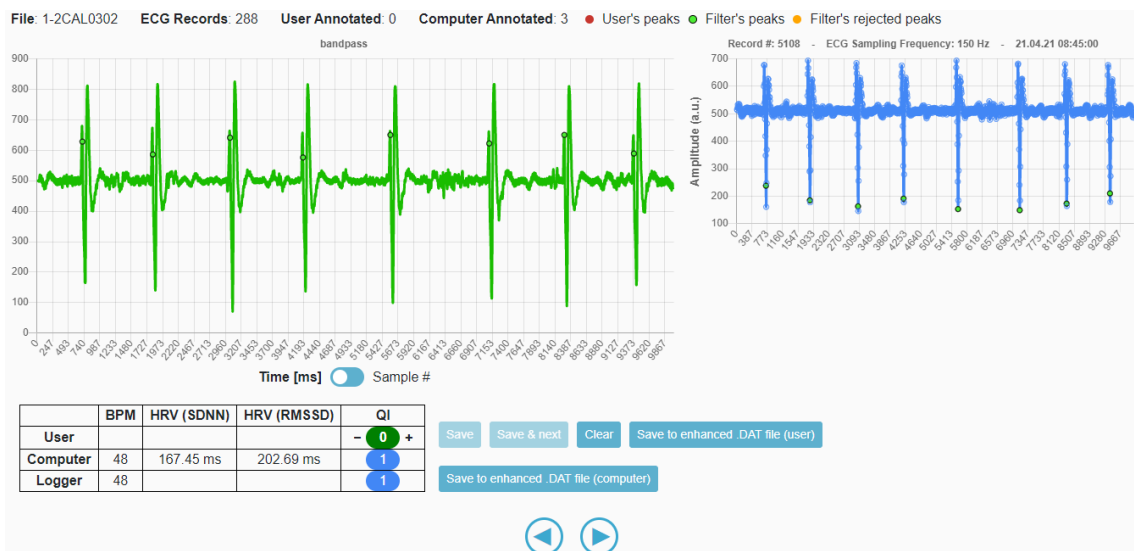 File: 1-2CAL0302 ECG Records: 288 User Annotated: 0 Computer Annotated: 3 User's peaks Filter's peaks Filter's rejected peaks
bandpass
900
800
700
600
500
400
300
200
100
0
0 247 493 740 987 1233 1480 1727 1973 2220 2467 2713 2960 3207 3453 3700 3947 4193 4440 4687 4933 5180 5427 5673 5920 6167 6413 6660 6907 7153 7400 7647 7893 8140 8387 8633 8880 9127 9373 9620 9867
Time [ms] Sample #
Record #: 5108 - ECG Sampling Frequency: 150 Hz - 21.04.21 08:45:00
Amplitude (a.u.)
700
600
500
400
300
200
100
0 387 773 1160 1547 1933 2320 2707 3093 3480 3867 4253 4640 5027 5413 5800 6187 6573 6960 7347 7733 8120 8507 8893 9280 9667
BPM HRV (SDNN) HRV (RMSSD) QI
User − 0 +
Computer 48 167.45 ms 202.69 ms 1
Logger 48 1
Save Save & next Clear Save to enhanced .DAT file (user)
Save to enhanced .DAT file (computer)